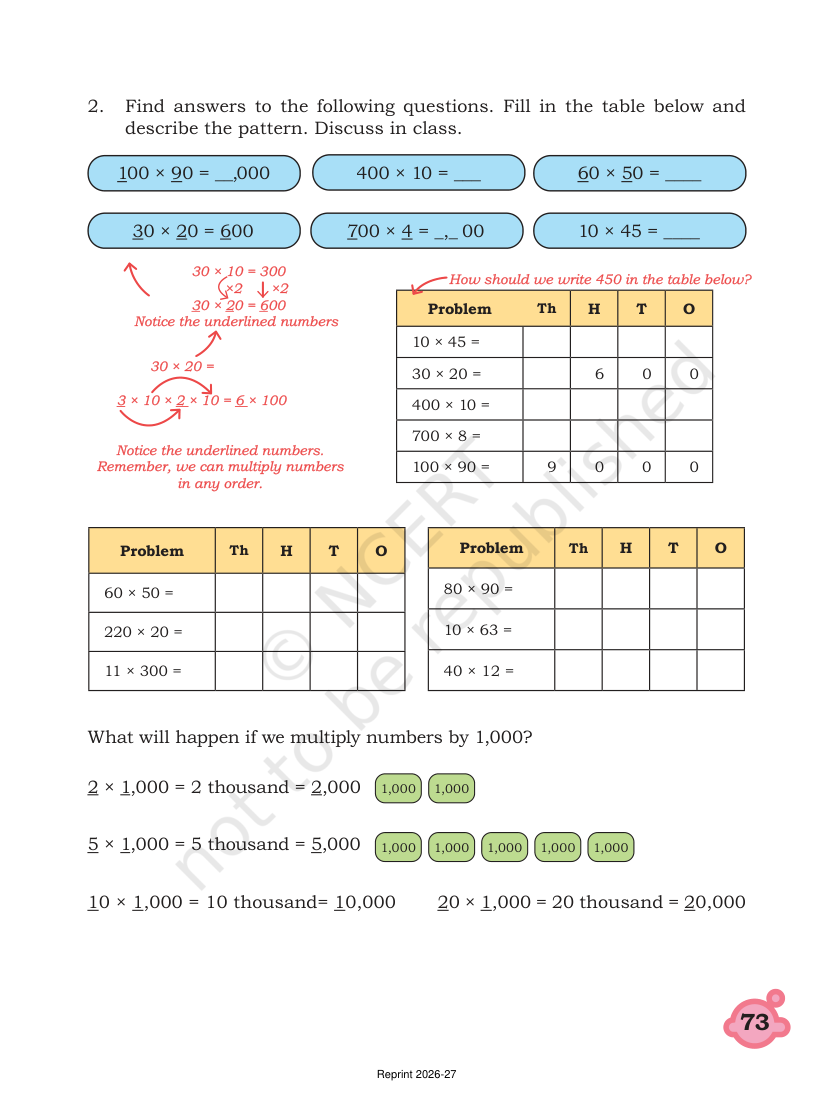 2. Find answers to the following questions. Fill in the table below and
describe the pattern. Discuss in class.
100 × 90 = __,000
400 × 10 = ___
60 × 50 = ____
30 × 20 = 600
700 × 4 = _,_ 00
10 × 45 = ____
30 × 10 = 300
×2 ×2
30 × 20 = 600
Notice the underlined numbers
30 × 20 =
3 × 10 × 2 × 10 = 6 × 100
Notice the underlined numbers.
Remember, we can multiply numbers
in any order.
How should we write 450 in the table below?
Problem Th H T O
10 × 45 =
30 × 20 = 6 0 0
400 × 10 =
700 × 8 =
100 × 90 = 9 0 0 0
Problem Th H T O
60 × 50 =
220 × 20 =
11 × 300 =
Problem Th H T O
80 × 90 =
10 × 63 =
40 × 12 =
What will happen if we multiply numbers by 1,000?
2 × 1,000 = 2 thousand = 2,000 1,000 1,000
5 × 1,000 = 5 thousand = 5,000 1,000 1,000 1,000 1,000 1,000
10 × 1,000 = 10 thousand= 10,000 20 × 1,000 = 20 thousand = 20,000
© NCERT
not to be republished
73
Reprint 2026-27